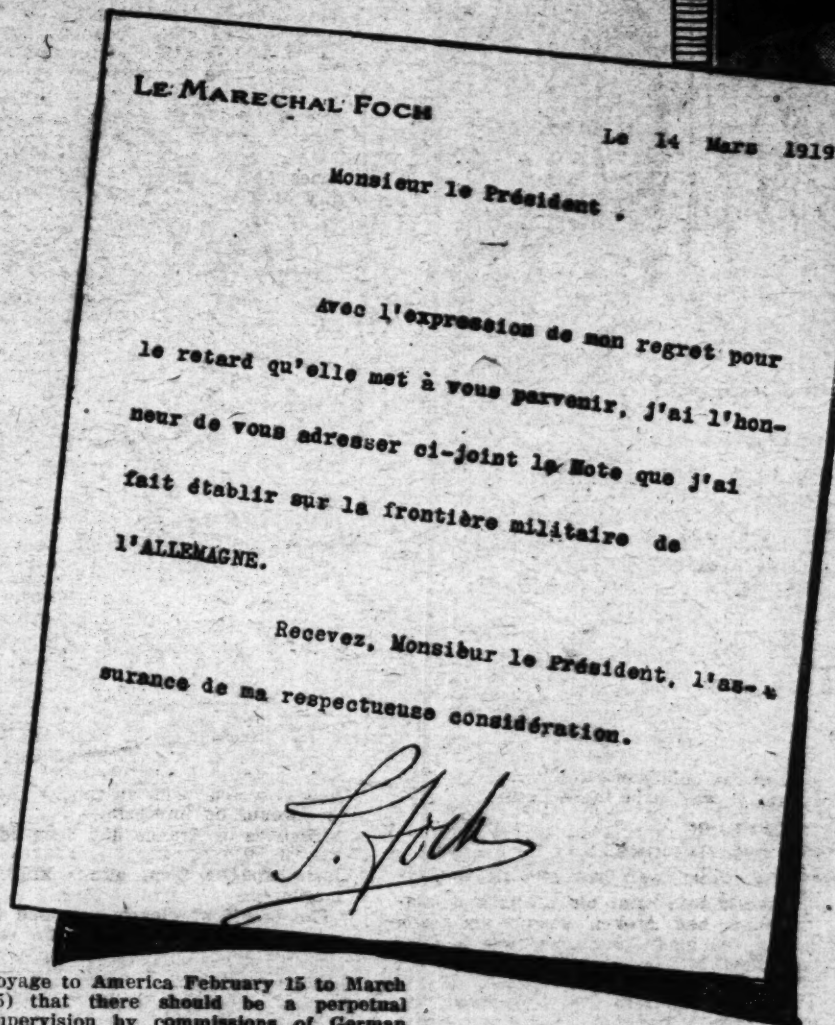 LE MARECHAL FOCH
Le 14 Mars 1919
Monsieur le Président .
Avec l'expression de mon regret pour
le retard qu'elle met à vous parvenir, j'ai l'hon-
neur de vous adresser ci-joint la Note que j'ai
fait établir sur la frontière militaire de
l'ALLEMAGNE.
Recevez, Monsieur le Président, l'as-
surance de ma respectueuse considération.
F. Foch
oyage to America February 15 to March
5) that there should be a perpetual
upervision by commissions of German